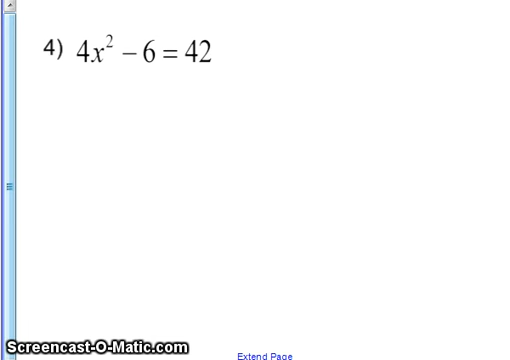 4) 4x² − 6 = 42
Screencast-O-Matic.com
Extend Page